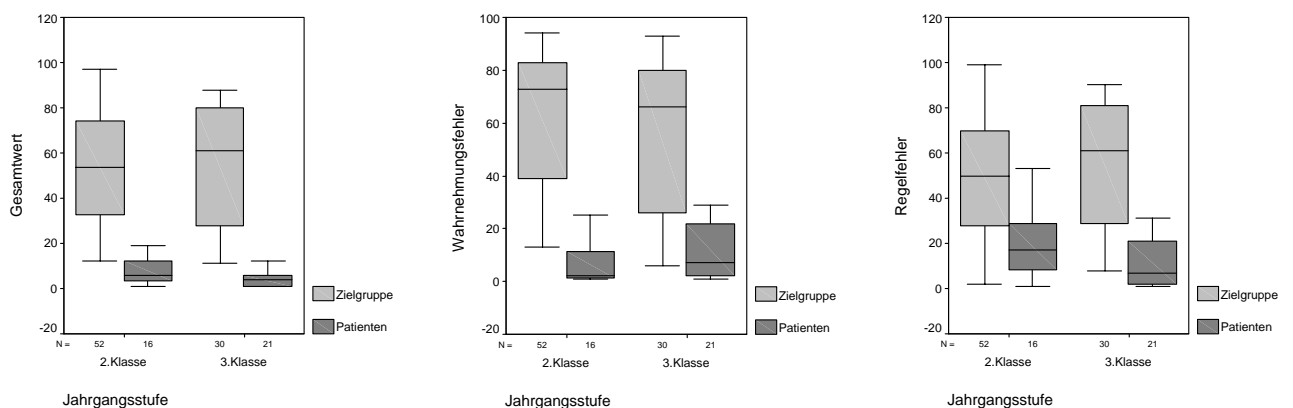 120
100
80
60
40
20
0
-20
Gesamtwert
N = 52 16 30 21
2.Klasse 3.Klasse
Jahrgangsstufe
Zielgruppe
Patienten
100
80
60
40
20
0
-20
Wahrnehmungsfehler
N = 52 16 30 21
2.Klasse 3.Klasse
Jahrgangsstufe
Zielgruppe
Patienten
120
100
80
60
40
20
0
-20
Regelfehler
N = 52 16 30 21
2.Klasse 3.Klasse
Jahrgangsstufe
Zielgruppe
Patienten